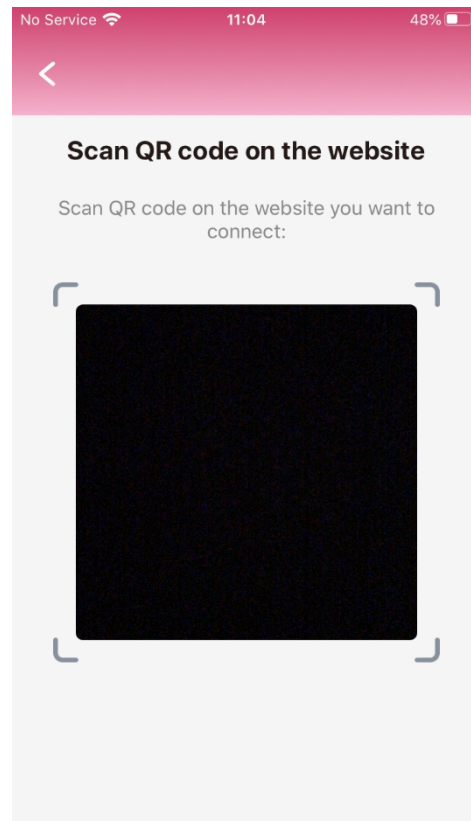 No Service 11:04 48%
Scan QR code on the website
Scan QR code on the website you want to
connect: